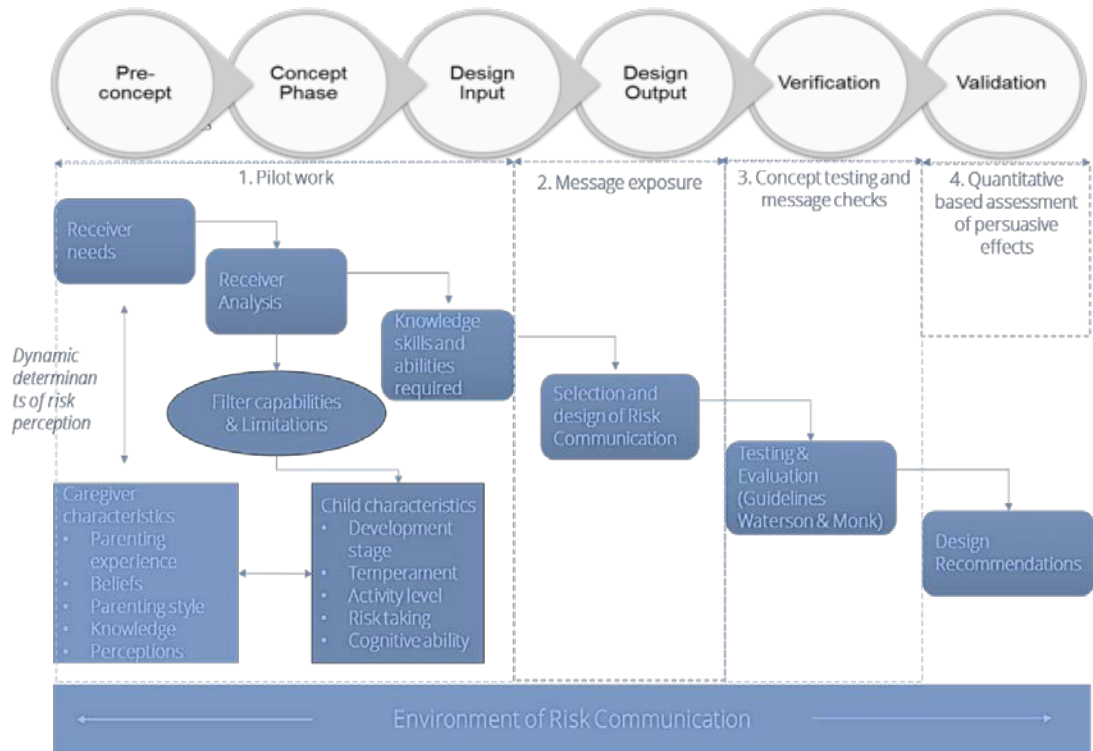 Pre-
concept
Concept
Phase
Design
Input
Design
Output
Verification
Validation
1. Pilot work
2. Message exposure
3. Concept testing and
message checks
4. Quantitative
based assessment
of persuasive
effects
Receiver
needs
Receiver
Analysis
Knowledge
skills and
abilities
required
Dynamic
determinan
ts of risk
perception
Filter capabilities
& Limitations
Selection and
design of Risk
Communication
Testing &
Evaluation
(Guidelines
Waterson & Monk)
Design
Recommendations
Caregiver
characteristics
• Parenting
experience
• Beliefs
• Parenting style
• Knowledge
• Perceptions
Child characteristics
• Development
stage
• Temperament
• Activity level
• Risk taking
• Cognitive ability
Environment of Risk Communication